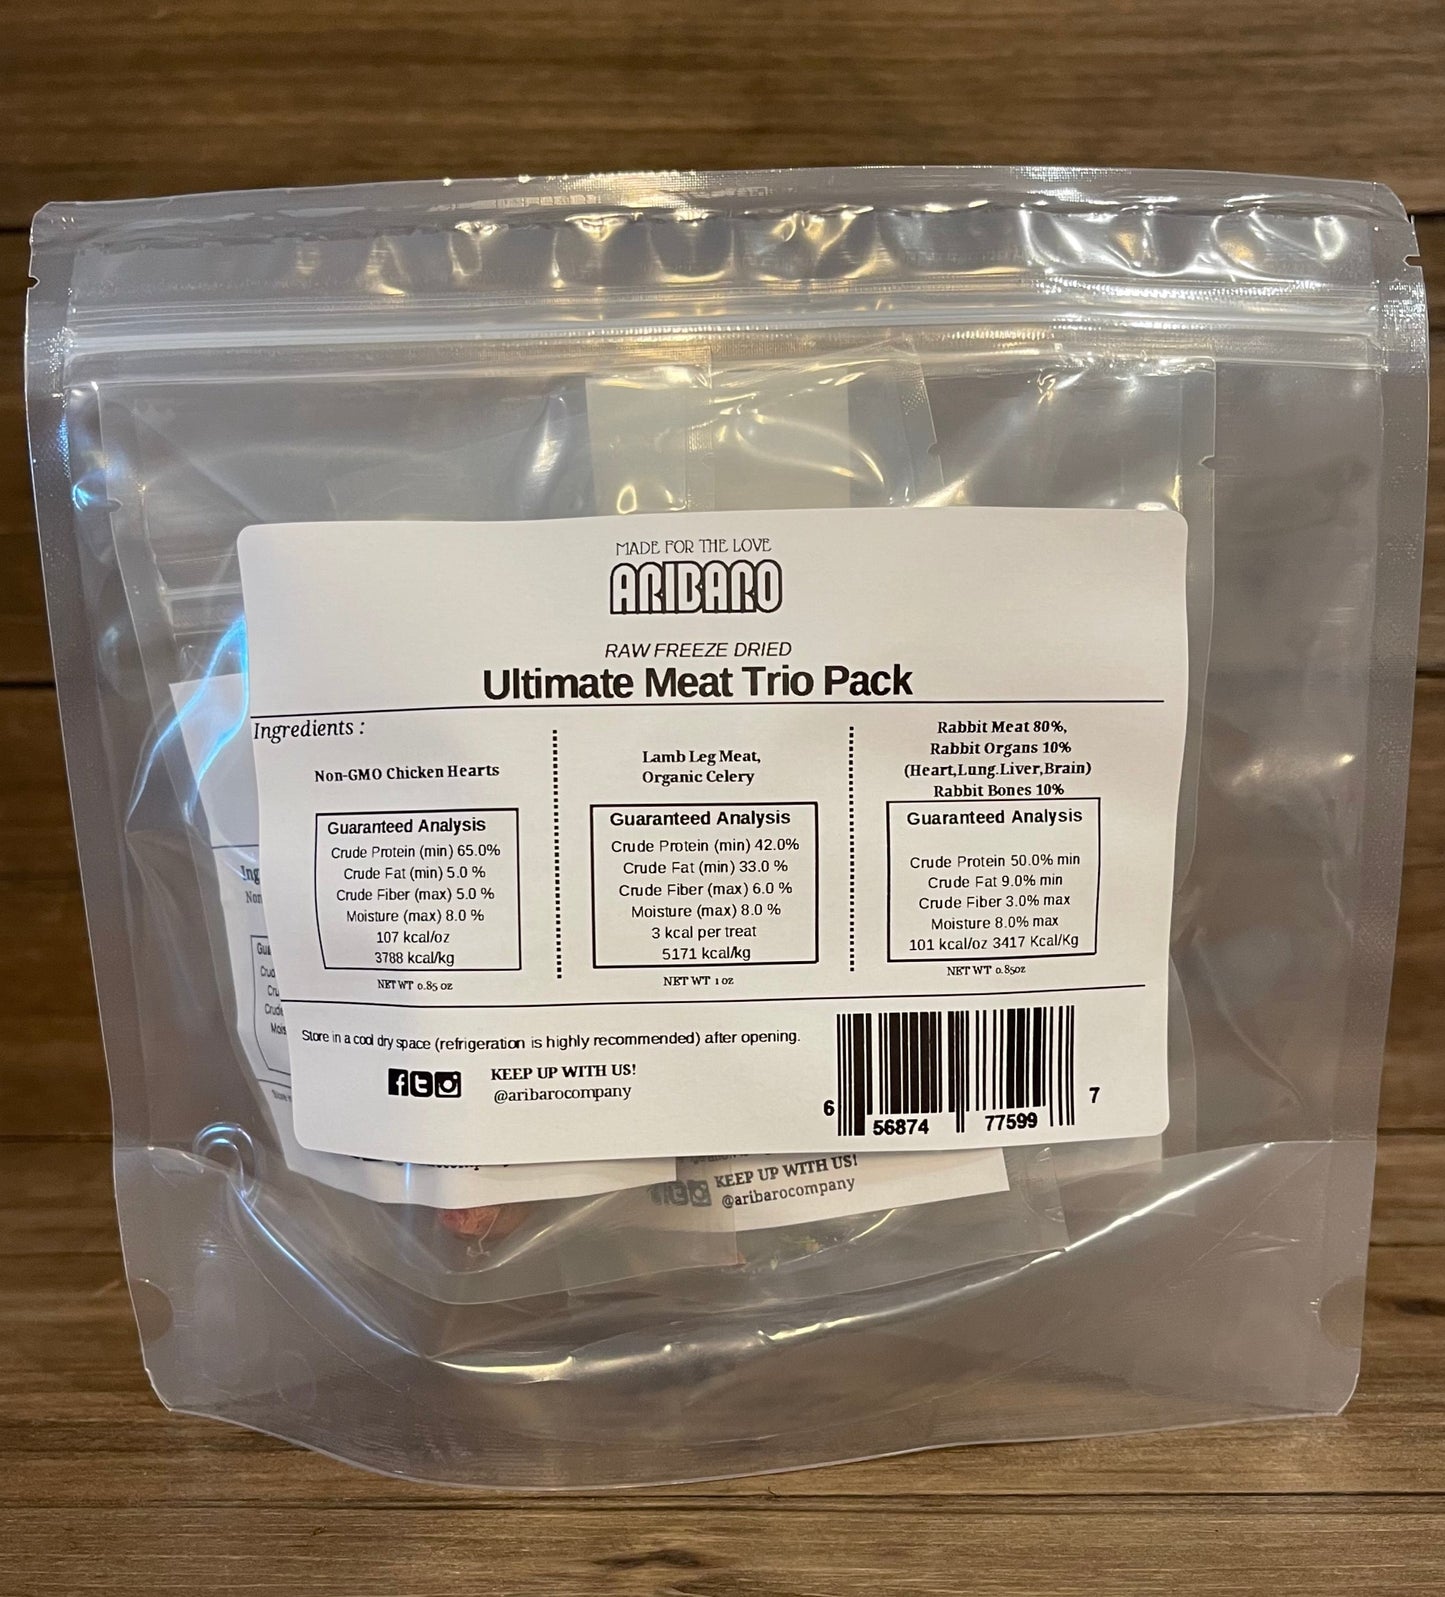 MADE FOR THE LOVE
ARIBARO
RAW FREEZE DRIED
Ultimate Meat Trio Pack
Ingredients :
Non-GMO Chicken Hearts
Guaranteed Analysis
Crude Protein (min) 65.0%
Crude Fat (min) 5.0 %
Crude Fiber (max) 5.0 %
Moisture (max) 8.0 %
107 kcal/oz
3788 kcal/kg
NET WT 0.85 oz
Lamb Leg Meat,
Organic Celery
Guaranteed Analysis
Crude Protein (min) 42.0%
Crude Fat (min) 33.0 %
Crude Fiber (max) 6.0 %
Moisture (max) 8.0 %
3 kcal per treat
5171 kcal/kg
NET WT 1 oz
Rabbit Meat 80%,
Rabbit Organs 10%
(Heart,Lung.Liver,Brain)
Rabbit Bones 10%
Guaranteed Analysis
Crude Protein 50.0% min
Crude Fat 9.0% min
Crude Fiber 3.0% max
Moisture 8.0% max
101 kcal/oz 3417 Kcal/Kg
NET WT 0.85oz
Store in a cool dry space (refrigeration is highly recommended) after opening.
KEEP UP WITH US!
@aribarocompany
6 56874 77599 7
KEEP UP WITH US!
@aribarocompany